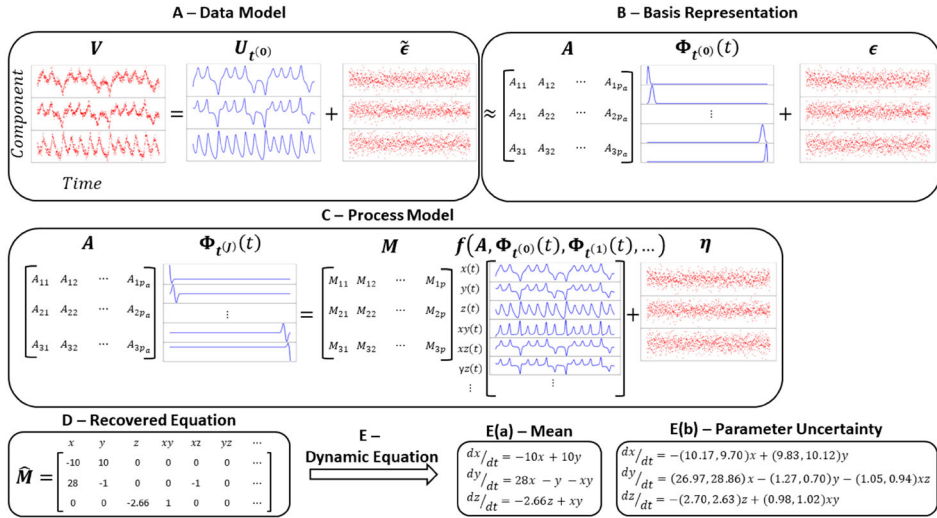 A – Data Model
B – Basis Representation
V U_t(0) ϵ̃
A Φ_t(0)(t) ϵ
Component
= + ≈ +
A11 A12 ⋯ A1pa
A21 A22 ⋯ A2pa
A31 A32 ⋯ A3pa
⋮
Time
C – Process Model
A Φ_t(J)(t) M f(A, Φ_t(0)(t), Φ_t(1)(t), …) η
A11 A12 ⋯ A1pa
A21 A22 ⋯ A2pa
A31 A32 ⋯ A3pa
⋮
=
M11 M12 ⋯ M1p
M21 M22 ⋯ M2p
M31 M32 ⋯ M3p
x(t)
y(t)
z(t)
xy(t)
xz(t)
yz(t)
⋮ ⋮
+
D – Recovered Equation
x y z xy xz yz ⋯
M̂ =
-10 10 0 0 0 0 ⋯
28 -1 0 0 -1 0 ⋯
0 0 -2.66 1 0 0 ⋯
E –
Dynamic Equation
E(a) – Mean
dx/dt = −10x + 10y
dy/dt = 28x − y − xy
dz/dt = −2.66z + xy
E(b) – Parameter Uncertainty
dx/dt = −(10.17, 9.70)x + (9.83, 10.12)y
dy/dt = (26.97, 28.86)x − (1.27, 0.70)y − (1.05, 0.94)xz
dz/dt = −(2.70, 2.63)z + (0.98, 1.02)xy